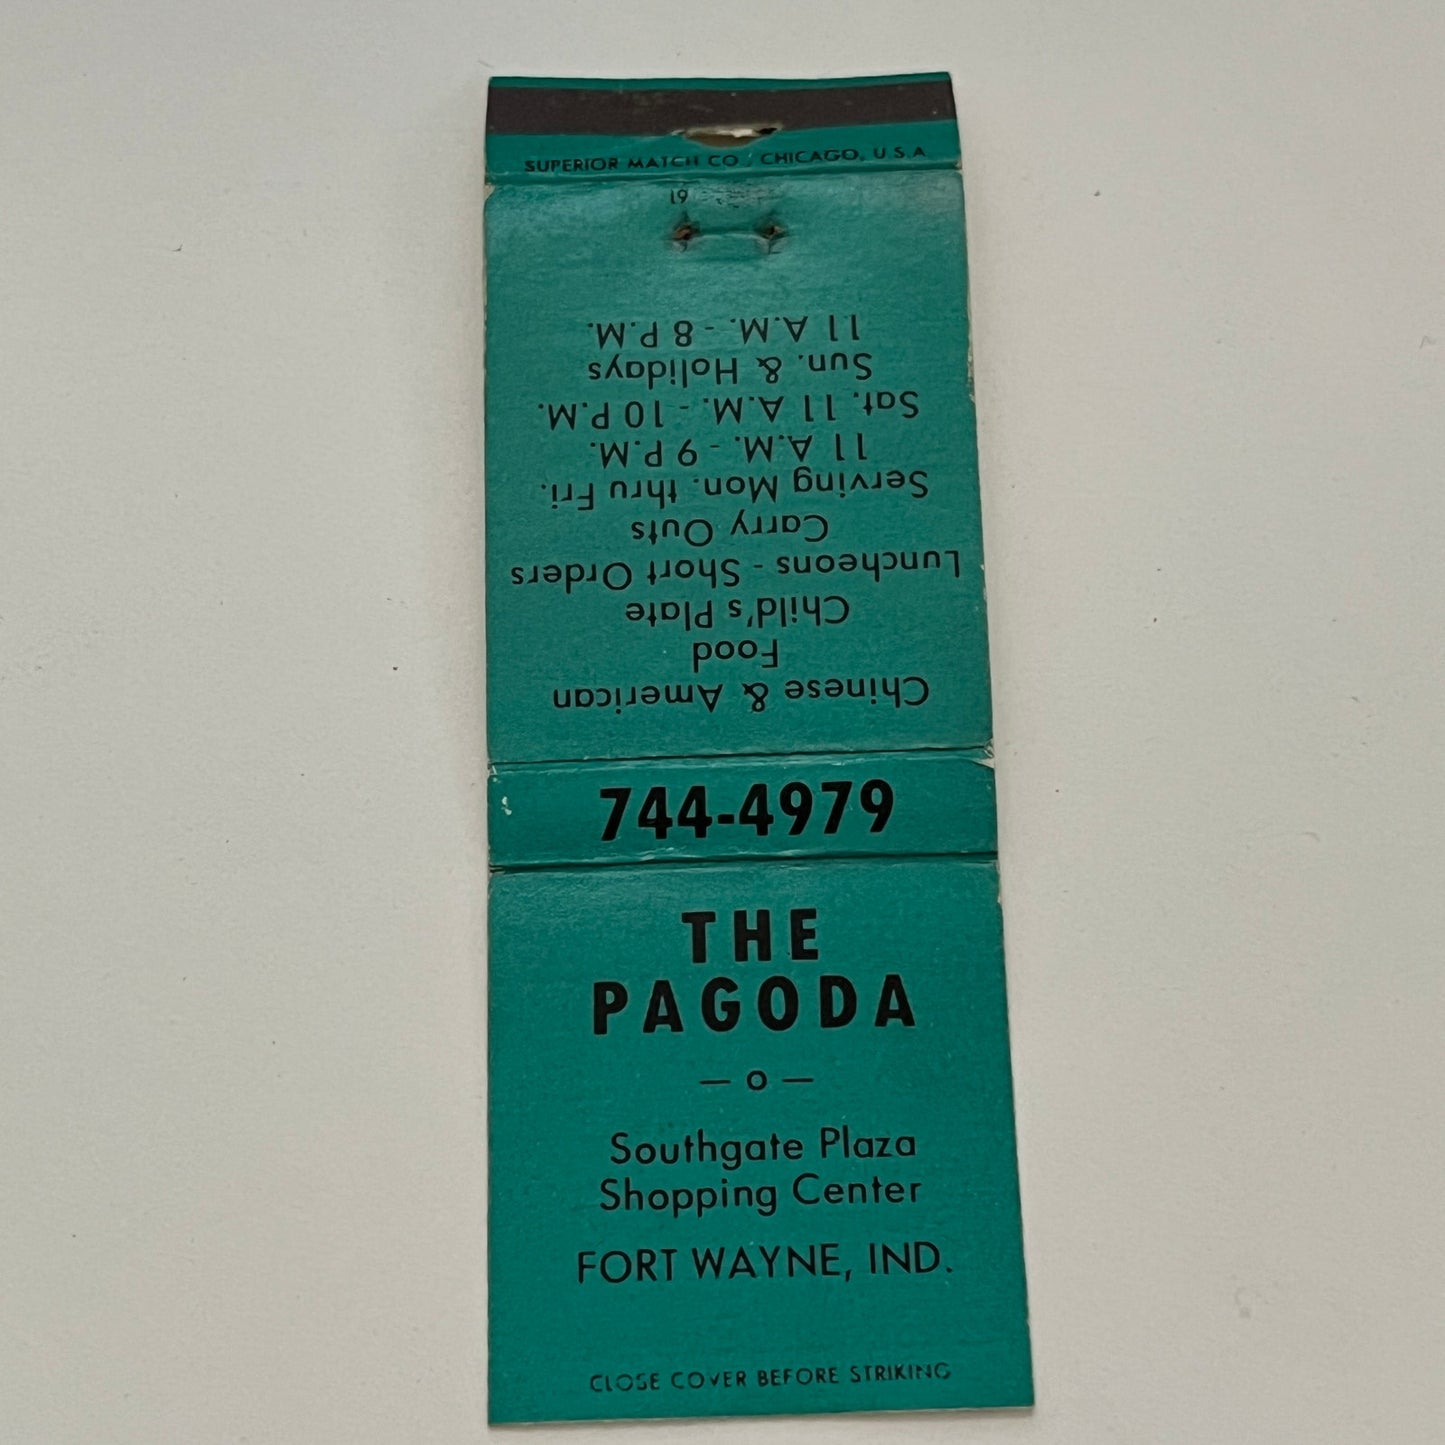 SUPERIOR MATCH CO., CHICAGO, U.S.A.
61
Chinese & American
Food
Child's Plate
Luncheons - Short Orders
Carry Outs
Serving Mon. thru Fri.
11 A.M. - 9 P.M.
Sat. 11 A.M. - 10 P.M.
Sun. & Holidays
11 A.M. - 8 P.M.
744-4979
THE
PAGODA
— o —
Southgate Plaza
Shopping Center
FORT WAYNE, IND.
CLOSE COVER BEFORE STRIKING